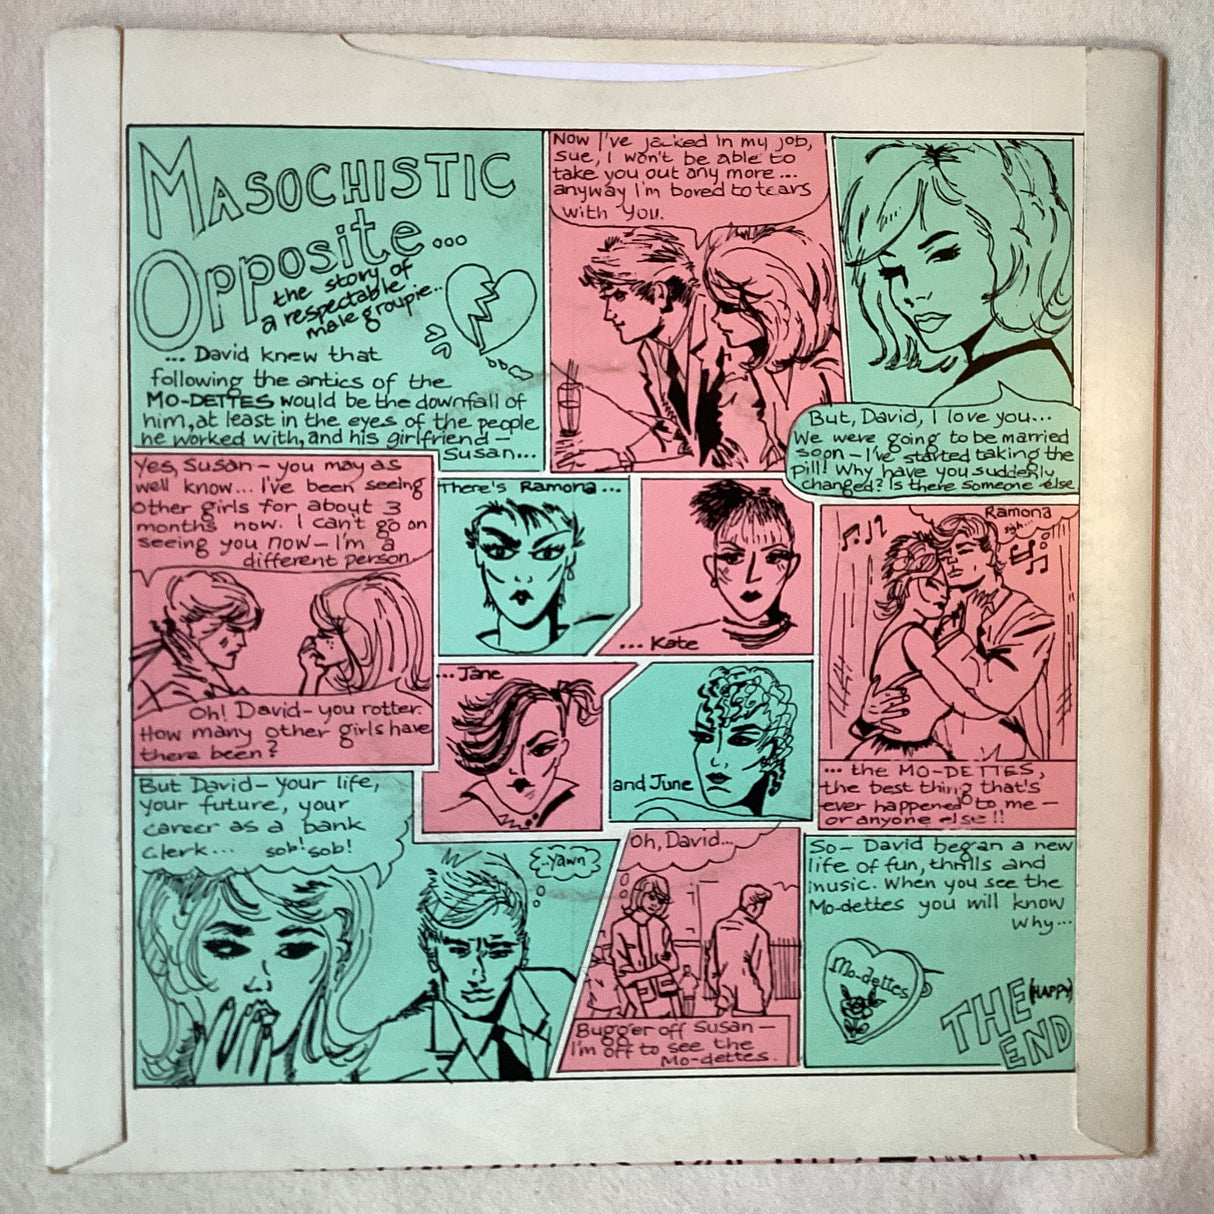 MASOCHISTIC
Opposite...
the story of
a respectable
male groupie...
... David knew that
following the antics of the
MO-DETTES would be the downfall of
him, at least in the eyes of the people
he worked with, and his girlfriend —
Susan...
Now I've jacked in my job,
sue, I won't be able to
take you out any more...
anyway I'm bored to tears
with you.
But, David, I love you...
We were going to be married
soon - I've started taking the
pill! Why have you suddenly
changed? Is there someone else
Yes, Susan - you may as
well know... I've been seeing
other girls for about 3
months now. I can't go on
seeing you now - I'm a
different person
Oh! David - you rotter.
How many other girls have
there been?
There's Ramona...
... Kate
... Jane
and June
Ramona
sigh...
... the MO-DETTES,
the best thing that's
ever happened to me -
or anyone else!!
But David - your life,
your future, your
career as a bank
clerk... sob! sob!
...yawn
Oh, David...
Bugger off Susan -
I'm off to see the
Mo-dettes.
So - David began a new
life of fun, thrills and
music. When you see the
Mo-dettes you will know
why...
Mo-dettes
THE (HAPPY)
END